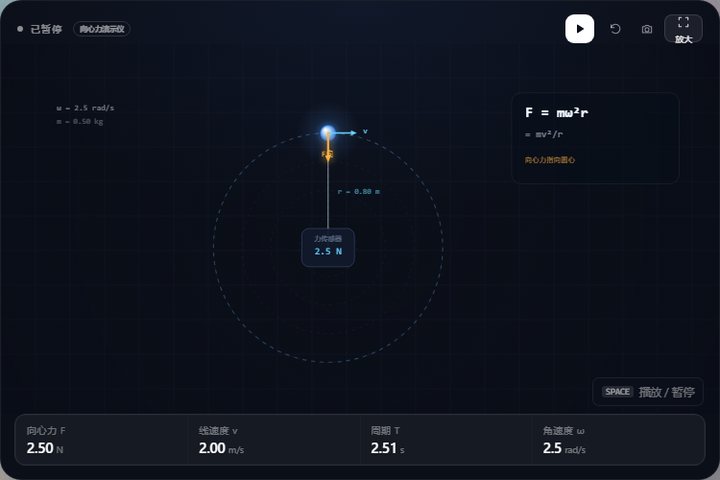 已暂停 向心力演示仪
放大
ω = 2.5 rad/s
m = 0.50 kg
F = mω²r
= mv²/r
向心力指向圆心
v
r = 0.80 m
力传感器
2.5 N
SPACE 播放 / 暂停
向心力 F
2.50 N
线速度 v
2.00 m/s
周期 T
2.51 s
角速度 ω
2.5 rad/s